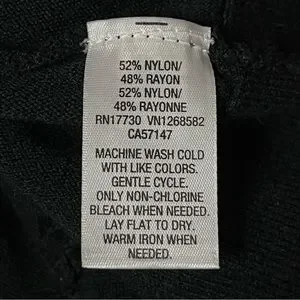 52% NYLON/
48% RAYON
52% NYLON/
48% RAYONNE
RN17730 VN1268582
CA57147
MACHINE WASH COLD
WITH LIKE COLORS.
GENTLE CYCLE.
ONLY NON-CHLORINE
BLEACH WHEN NEEDED.
LAY FLAT TO DRY.
WARM IRON WHEN
NEEDED.